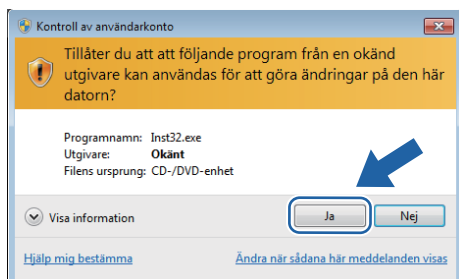 Kontroll av användarkonto
Tillåter du att att följande program från en okänd
utgivare kan användas för att göra ändringar på den här
datorn?
Programnamn: Inst32.exe
Utgivare: Okänt
Filens ursprung: CD-/DVD-enhet
Visa information
Ja
Nej
Hjälp mig bestämma
Ändra när sådana här meddelanden visas